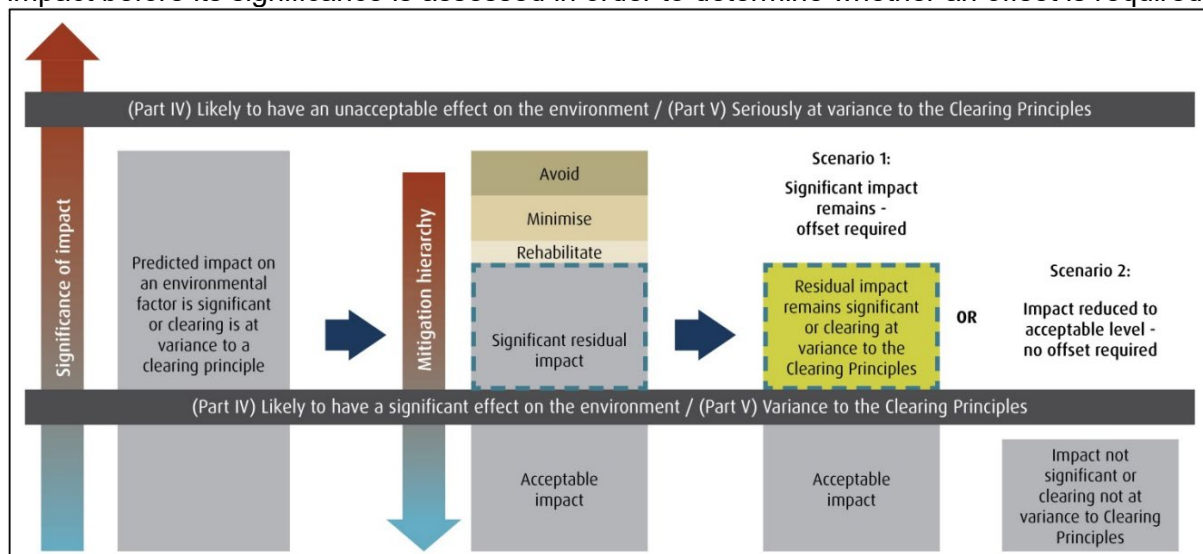 impact before its significance is assessed in order to determine whether an offset is required
(Part IV) Likely to have an unacceptable effect on the environment / (Part V) Seriously at variance to the Clearing Principles
Significance of impact
Predicted impact on
an environmental
factor is significant
or clearing is at
variance to a
clearing principle
Mitigation hierarchy
Avoid
Minimise
Rehabilitate
Significant residual
impact
Scenario 1:
Significant impact
remains -
offset required
Residual impact
remains significant
or clearing at
variance to the
Clearing Principles
OR
Scenario 2:
Impact reduced to
acceptable level -
no offset required
(Part IV) Likely to have a significant effect on the environment / (Part V) Variance to the Clearing Principles
Acceptable
impact
Acceptable
impact
Impact not
significant or
clearing not at
variance to Clearing
Principles